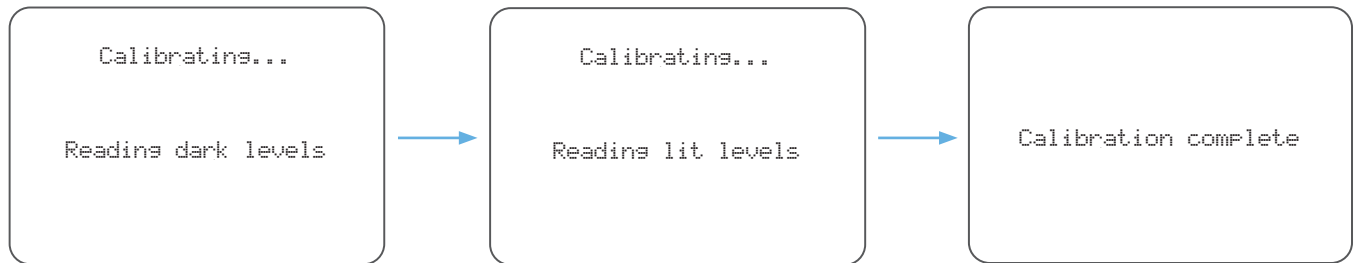 Calibrating...
Reading dark levels
Calibrating...
Reading lit levels
Calibration complete